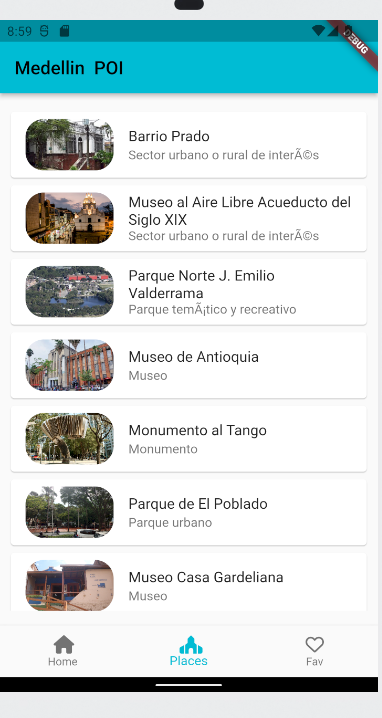 8:59
DEBUG
Medellin POI
Barrio Prado
Sector urbano o rural de interÃ©s
Museo al Aire Libre Acueducto del
Siglo XIX
Sector urbano o rural de interÃ©s
Parque Norte J. Emilio
Valderrama
Parque temÃ¡tico y recreativo
Museo de Antioquia
Museo
Monumento al Tango
Monumento
Parque de El Poblado
Parque urbano
Museo Casa Gardeliana
Museo
Home
Places
Fav